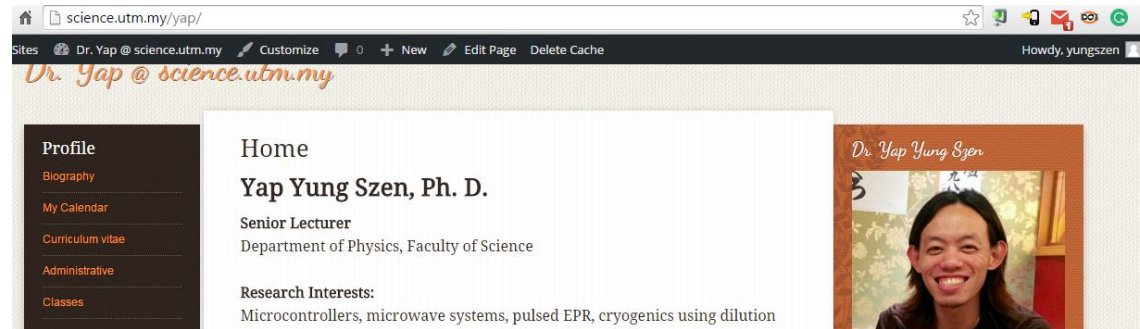 science.utm.my/yap/
Sites Dr. Yap @ science.utm.my Customize 0 + New Edit Page Delete Cache Howdy, yungszen
Dr. Yap @ science.utm.my
Profile
Biography
My Calendar
Curriculum vitae
Administrative
Classes
Home
Yap Yung Szen, Ph. D.
Senior Lecturer
Department of Physics, Faculty of Science
Research Interests:
Microcontrollers, microwave systems, pulsed EPR, cryogenics using dilution
Dr. Yap Yung Szen